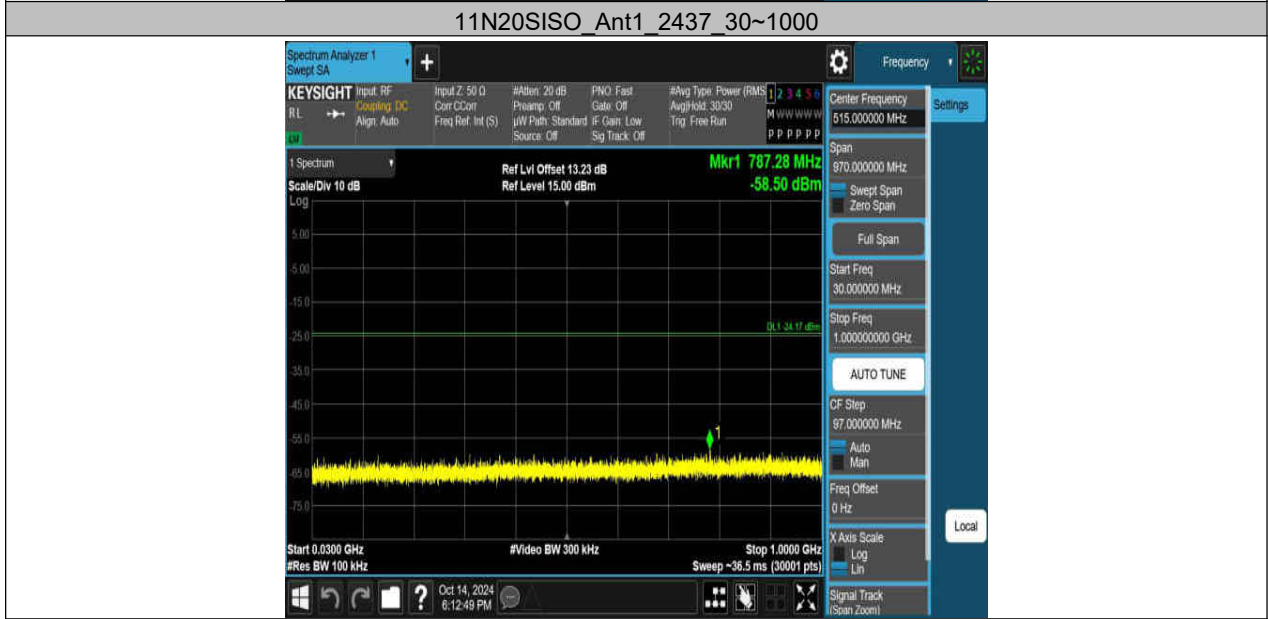 11N20SISO_Ant1_2437_30~1000
Spectrum Analyzer 1
Swept SA
+
Frequency
KEYSIGHT
RL
Input: RF
Coupling: DC
Align: Auto
Input Z: 50 Ω
Corr CCorr
Freq Ref: Int (S)
#Atten: 20 dB
Preamp: Off
µW Path: Standard
Source: Off
PNO: Fast
Gate: Off
IF Gain: Low
Sig Track: Off
#Avg Type: Power (RMS
Avg|Hold: 30/30
Trig: Free Run
1 2 3 4 5 6
M W W W W W
P P P P P P
Center Frequency
515.000000 MHz
Settings
1 Spectrum
Scale/Div 10 dB
Ref Lvl Offset 13.23 dB
Ref Level 15.00 dBm
Mkr1 787.28 MHz
-58.50 dBm
Span
970.000000 MHz
Swept Span
Zero Span
Full Span
Start Freq
30.000000 MHz
Stop Freq
1.000000000 GHz
AUTO TUNE
CF Step
97.000000 MHz
Auto
Man
Freq Offset
0 Hz
X Axis Scale
Log
Lin
Signal Track
(Span Zoom)
Local
Log
5.00
-5.00
-15.0
-25.0
-35.0
-45.0
-55.0
-65.0
-75.0
DL1 -24.17 dBm
1
Start 0.0300 GHz
#Res BW 100 kHz
#Video BW 300 kHz
Stop 1.0000 GHz
Sweep ~36.5 ms (30001 pts)
?
Oct 14, 2024
6:12:49 PM